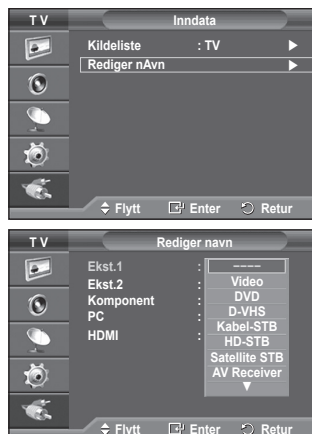 TV Inndata
Kildeliste : TV ▶
Rediger nAvn ▶
Flytt Enter Retur
TV Rediger navn
Ekst.1 : ––––
Ekst.2 : Video
Komponent : DVD
PC : D-VHS
HDMI : Kabel-STB
HD-STB
Satellite STB
AV Receiver
▼
Flytt Enter Retur